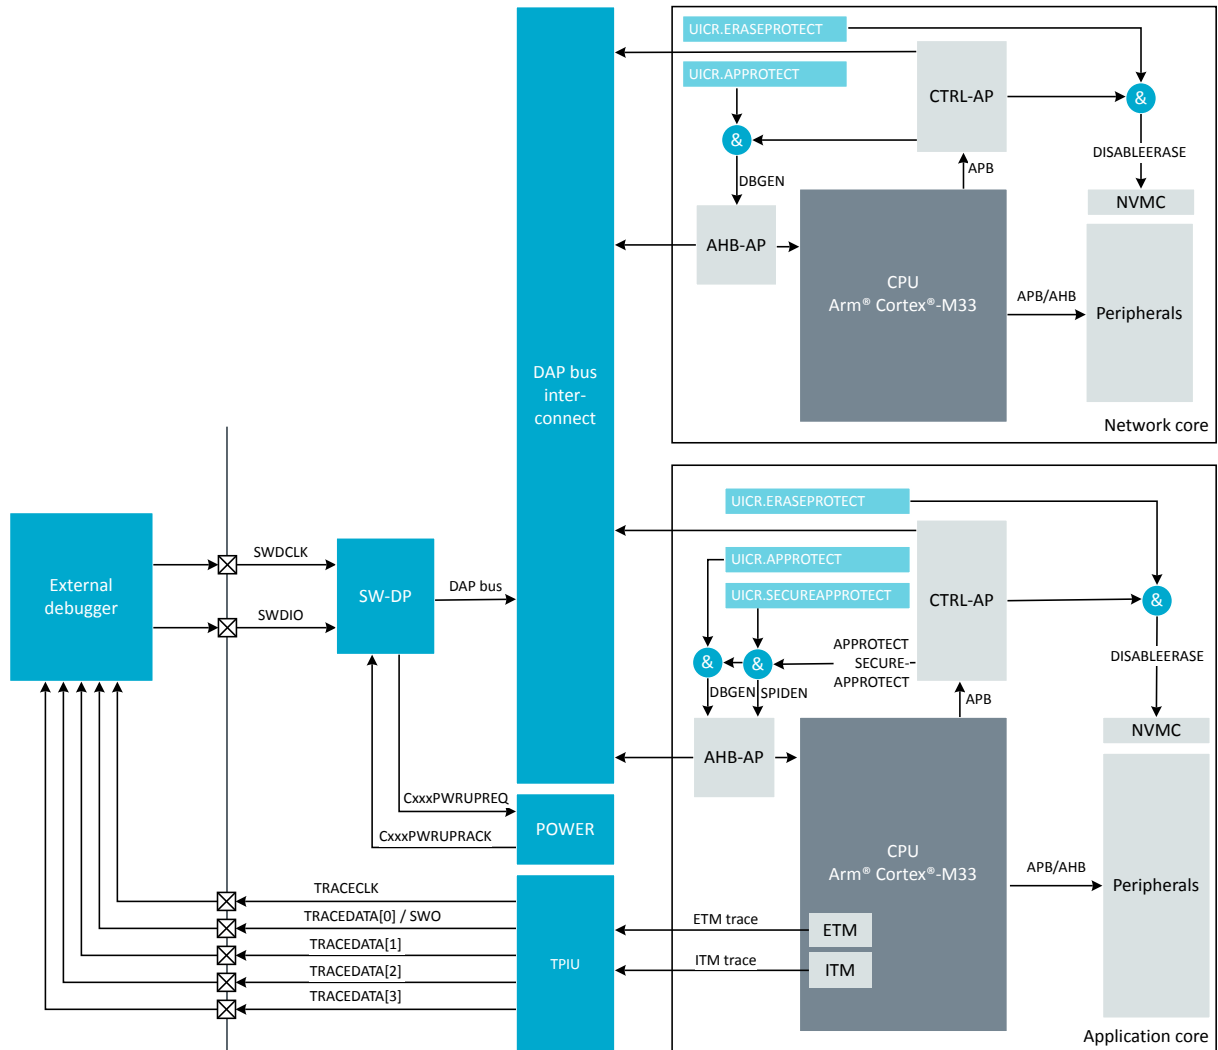 UICR.ERASEPROTECT
UICR.APPROTECT
CTRL-AP
&
&
DISABLEERASE
DBGEN
APB
NVMC
AHB-AP
CPU
Arm® Cortex®-M33
APB/AHB
Peripherals
Network core
DAP bus
inter-
connect
UICR.ERASEPROTECT
UICR.APPROTECT
UICR.SECUREAPPROTECT
CTRL-AP
&
External
debugger
SWDCLK
SWDIO
SW-DP
DAP bus
&
&
APPROTECT
SECURE-
APPROTECT
DISABLEERASE
DBGEN
SPIDEN
APB
NVMC
AHB-AP
CxxxPWRUPREQ
CxxxPWRUPRACK
POWER
CPU
Arm® Cortex®-M33
APB/AHB
Peripherals
TRACECLK
TRACEDATA[0] / SWO
TRACEDATA[1]
TRACEDATA[2]
TRACEDATA[3]
TPIU
ETM trace
ITM trace
ETM
ITM
Application core